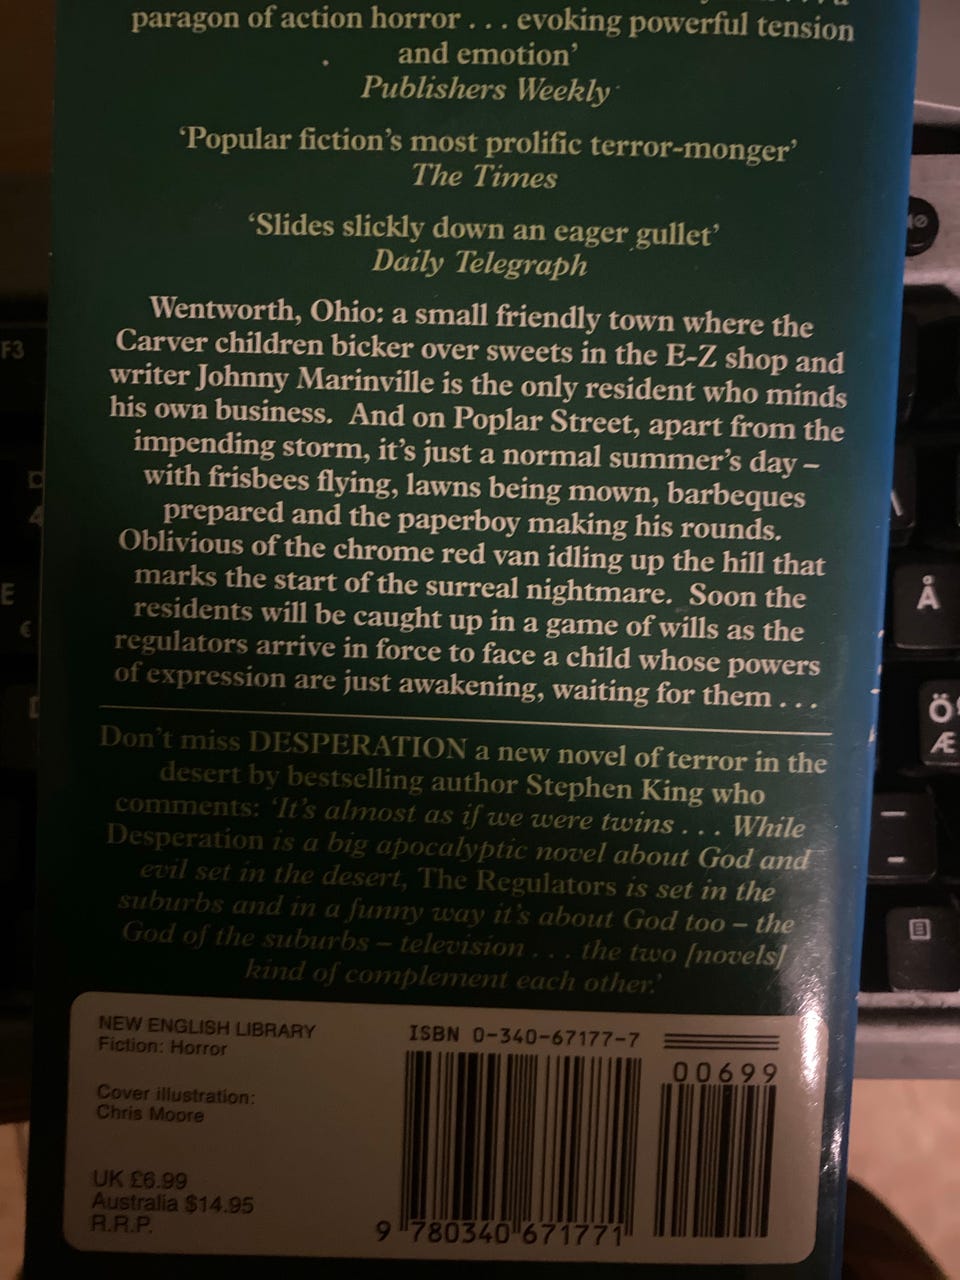 paragon of action horror . . . evoking powerful tension
and emotion’
Publishers Weekly
‘Popular fiction’s most prolific terror-monger’
The Times
‘Slides slickly down an eager gullet’
Daily Telegraph
Wentworth, Ohio: a small friendly town where the
Carver children bicker over sweets in the E-Z shop and
writer Johnny Marinville is the only resident who minds
his own business. And on Poplar Street, apart from the
impending storm, it’s just a normal summer’s day –
with frisbees flying, lawns being mown, barbeques
prepared and the paperboy making his rounds.
Oblivious of the chrome red van idling up the hill that
marks the start of the surreal nightmare. Soon the
residents will be caught up in a game of wills as the
regulators arrive in force to face a child whose powers
of expression are just awakening, waiting for them . . .
Don’t miss DESPERATION a new novel of terror in the
desert by bestselling author Stephen King who
comments: ‘It’s almost as if we were twins . . . While
Desperation is a big apocalyptic novel about God and
evil set in the desert, The Regulators is set in the
suburbs and in a funny way it’s about God too – the
God of the suburbs – television . . . the two [novels]
kind of complement each other.’
NEW ENGLISH LIBRARY
Fiction: Horror
Cover illustration:
Chris Moore
UK £6.99
Australia $14.95
R.R.P.
ISBN 0-340-67177-7
00699
9 780340 671771
F3
4
E
€
Å
Ö
Æ